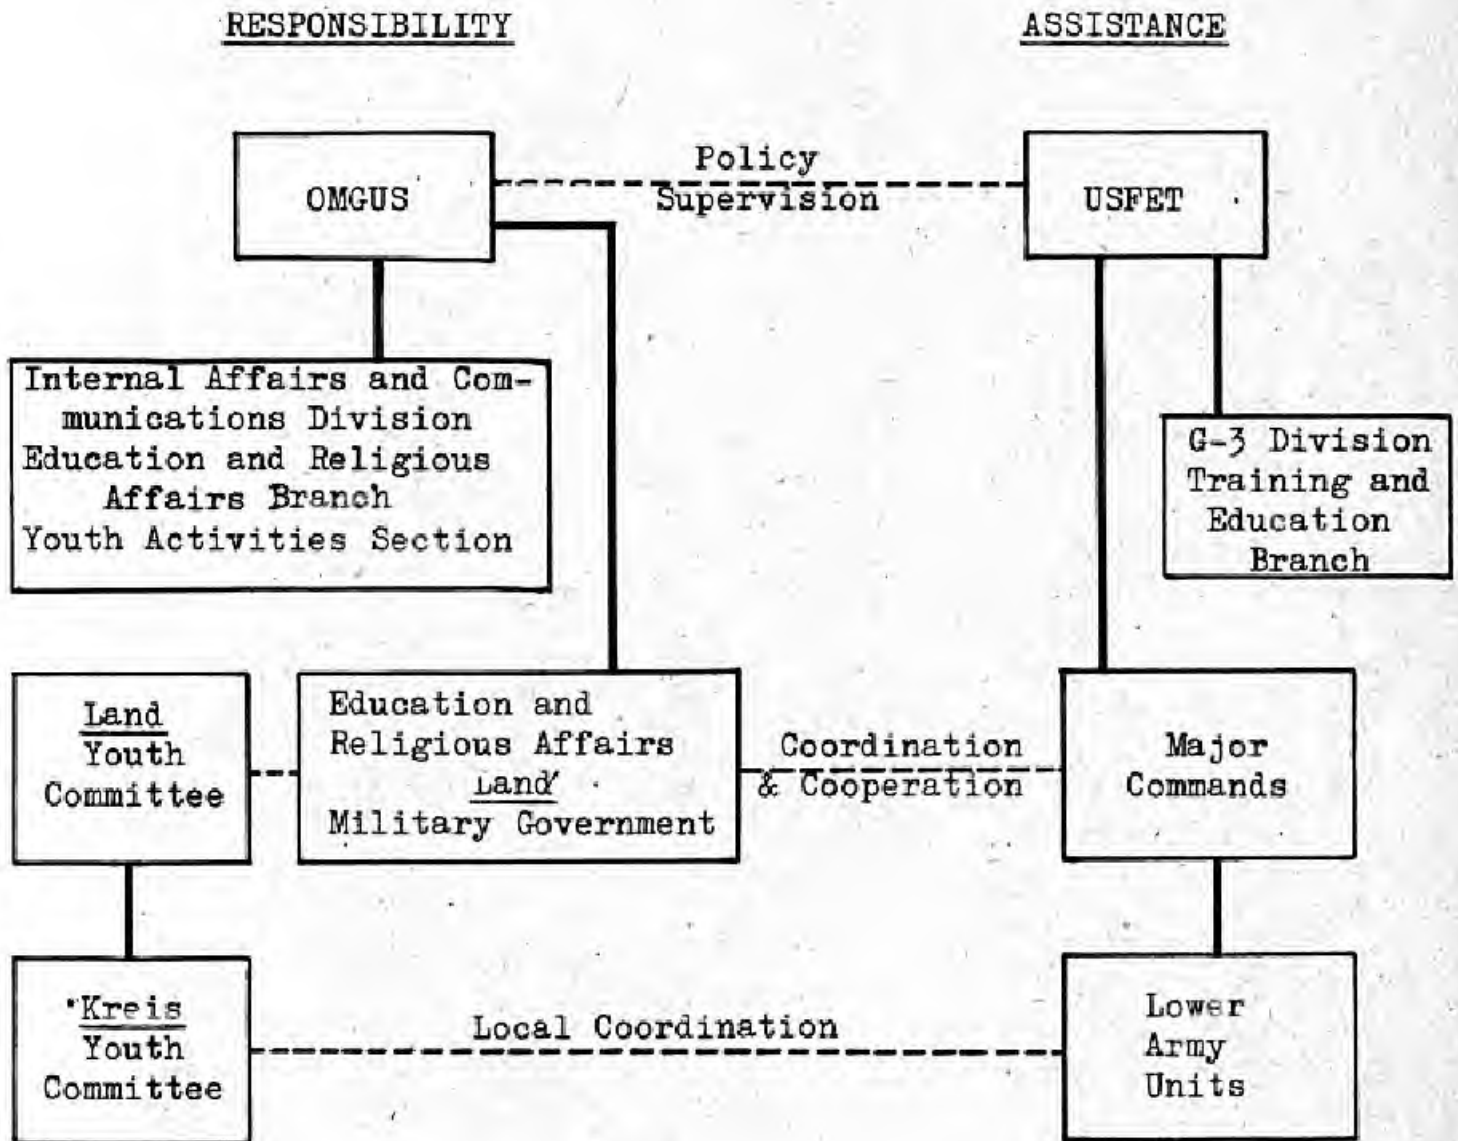 RESPONSIBILITY
ASSISTANCE
OMGUS
Policy
Supervision
USFET
Internal Affairs and Com-
munications Division
Education and Religious
Affairs Branch
Youth Activities Section
G-3 Division
Training and
Education
Branch
Land
Youth
Committee
Education and
Religious Affairs
Land
Military Government
Coordination
& Cooperation
Major
Commands
Kreis
Youth
Committee
Local Coordination
Lower
Army
Units